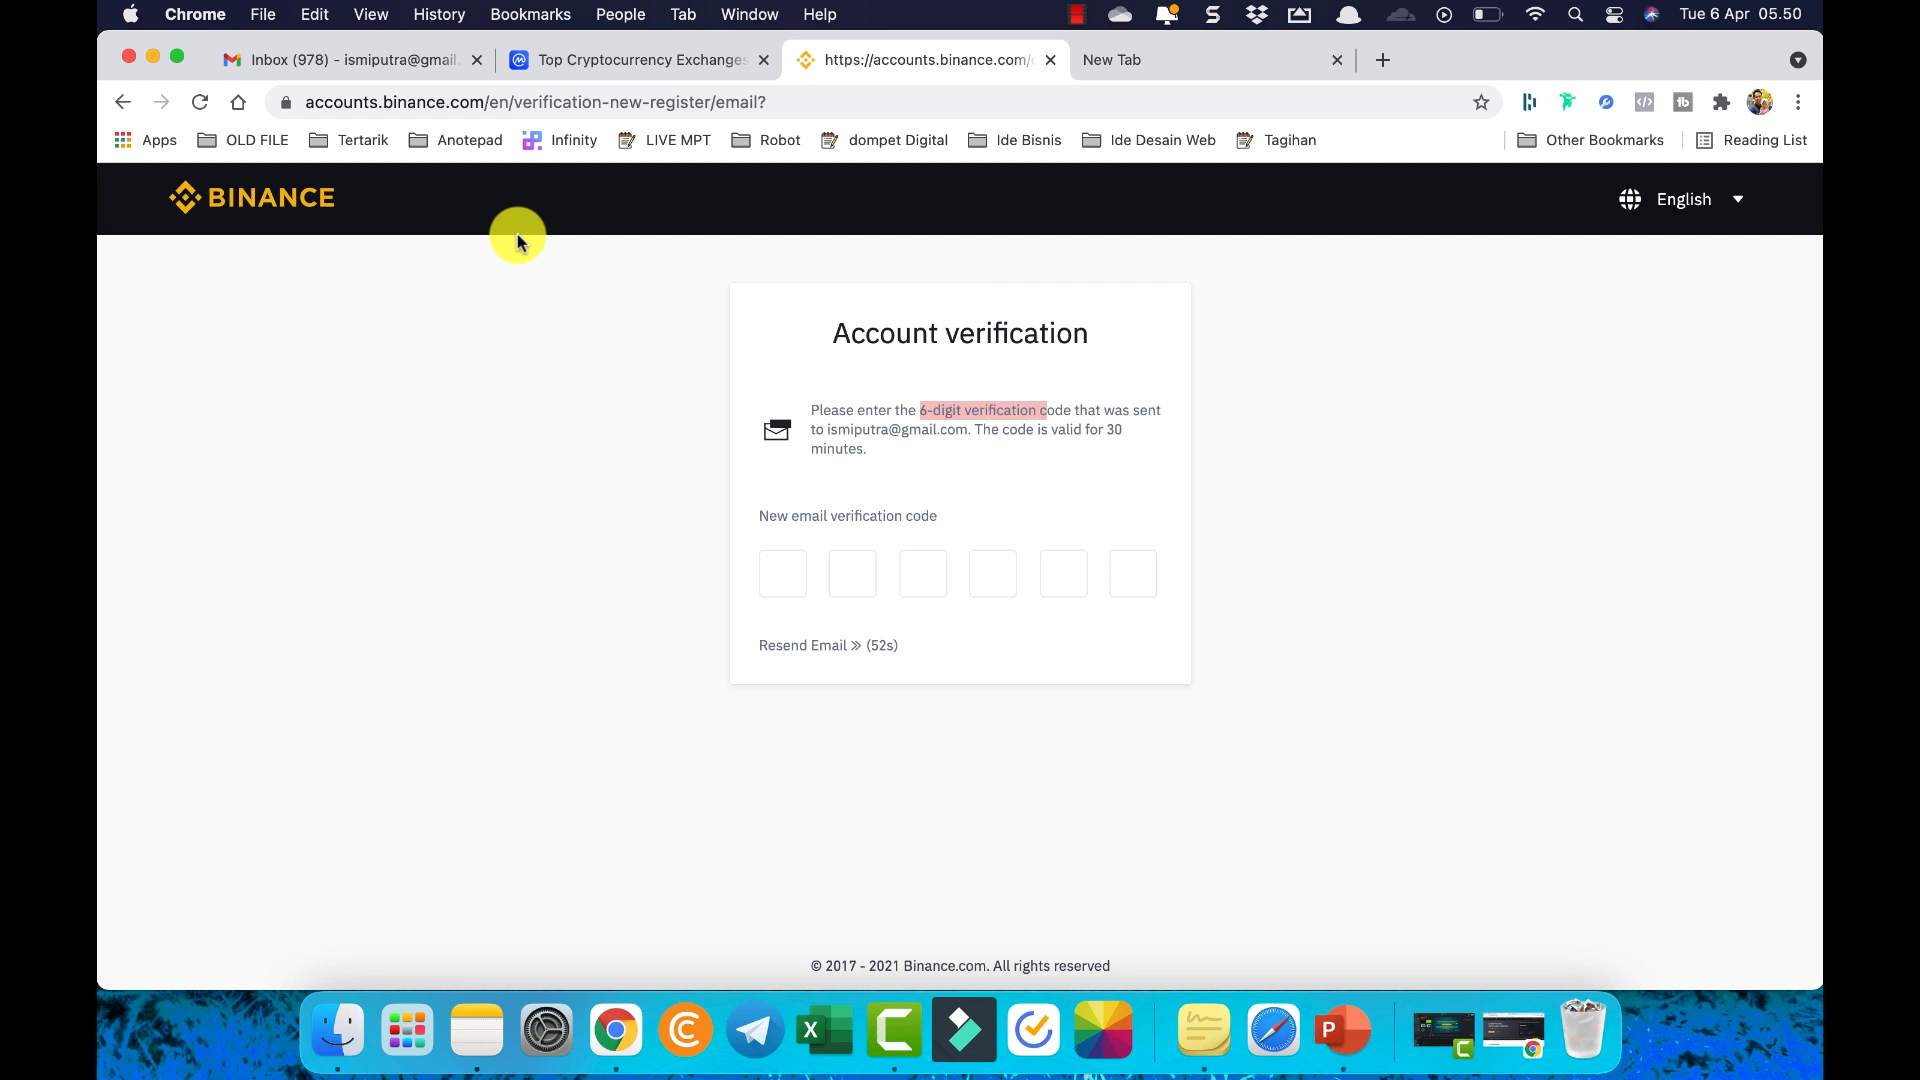 Chrome File Edit View History Bookmarks People Tab Window Help Tue 6 Apr 05.50
Inbox (978) - ismiputra@gmail. Top Cryptocurrency Exchanges https://accounts.binance.com/ New Tab
accounts.binance.com/en/verification-new-register/email?
Apps OLD FILE Tertarik Anotepad Infinity LIVE MPT Robot dompet Digital Ide Bisnis Ide Desain Web Tagihan Other Bookmarks Reading List
BINANCE English
Account verification
Please enter the 6-digit verification code that was sent
to ismiputra@gmail.com. The code is valid for 30
minutes.
New email verification code
Resend Email » (52s)
© 2017 - 2021 Binance.com. All rights reserved